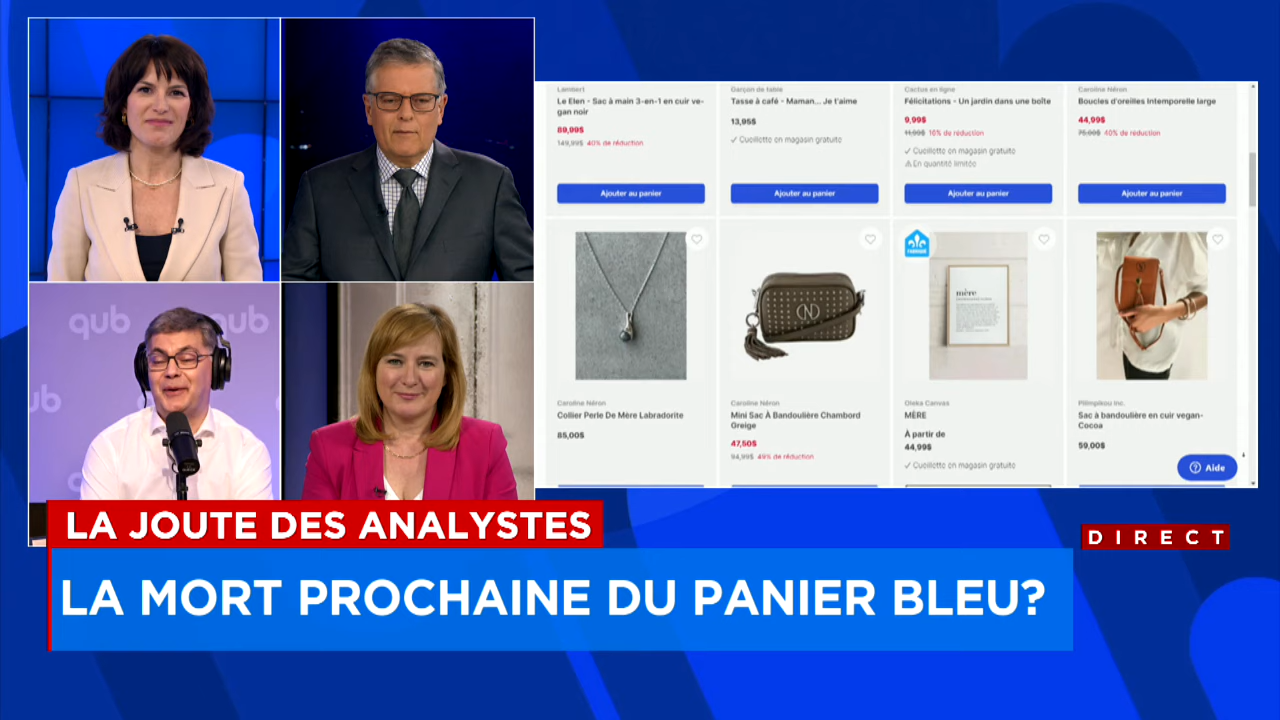 Lambert
Le Elen - Sac à main 3-en-1 en cuir ve-
gan noir
89,99$
149,99$ 40% de réduction
Ajouter au panier
Garçon de table
Tasse à café - Maman... Je t'aime
13,95$
Cueillette en magasin gratuite
Ajouter au panier
Cactus en ligne
Félicitations - Un jardin dans une boîte
9,99$
11,99$ 16% de réduction
Cueillette en magasin gratuite
En quantité limitée
Ajouter au panier
Caroline Néron
Boucles d'oreilles Intemporelle large
44,99$
75,00$ 40% de réduction
Ajouter au panier
Caroline Néron
Collier Perle De Mère Labradorite
85,00$
Caroline Néron
Mini Sac À Bandoulière Chambord
Greige
47,50$
94,99$ 49% de réduction
mère
Oleka Canvas
MÈRE
À partir de
44,99$
Cueillette en magasin gratuite
Pilimpikou Inc.
Sac à bandoulière en cuir vegan-
Cocoa
59,00$
Aide
qub
qub
ub
LA JOUTE DES ANALYSTES
DIRECT
LA MORT PROCHAINE DU PANIER BLEU?